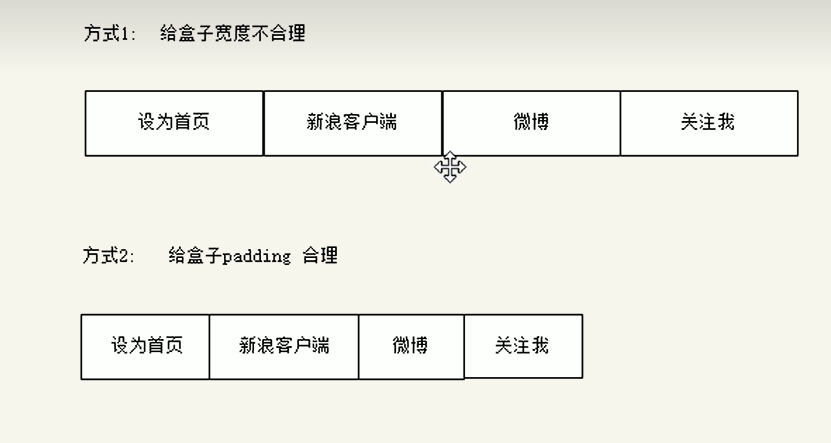 方式1: 给盒子宽度不合理
设为首页 新浪客户端 微博 关注我
方式2: 给盒子padding 合理
设为首页 新浪客户端 微博 关注我